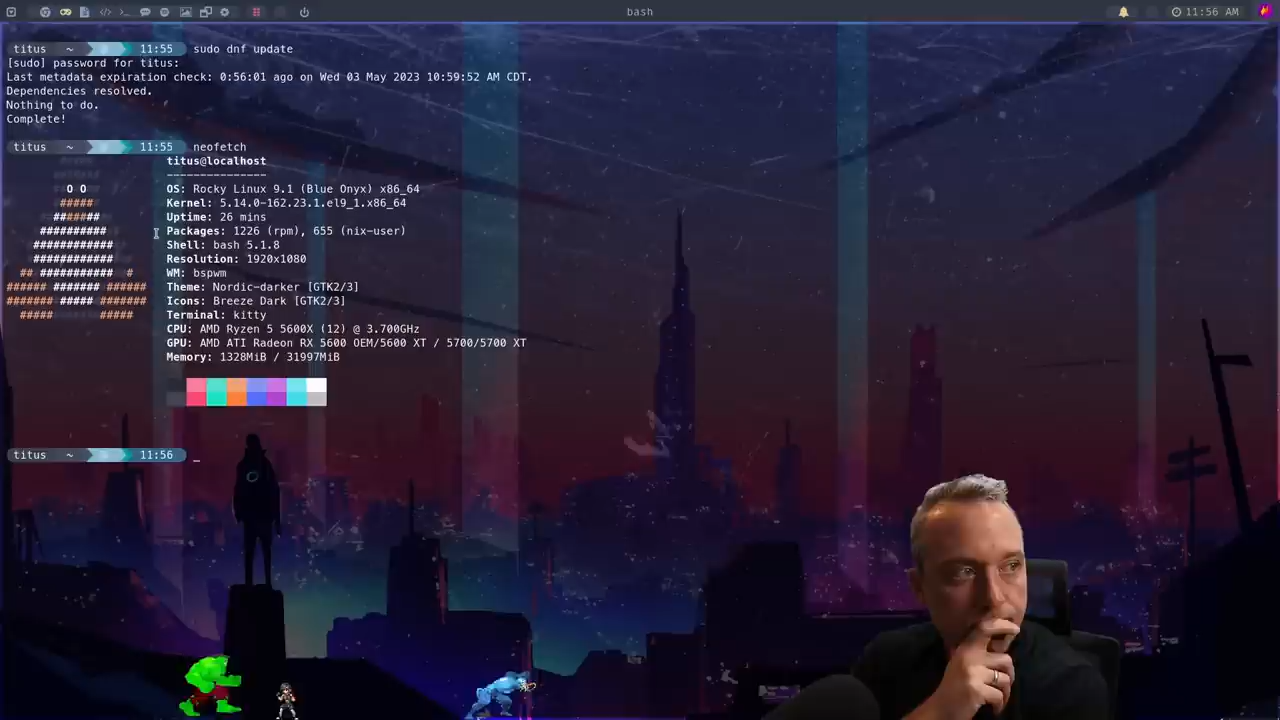 bash
11:56 AM
titus ~ 11:55 sudo dnf update
[sudo] password for titus:
Last metadata expiration check: 0:56:01 ago on Wed 03 May 2023 10:59:52 AM CDT.
Dependencies resolved.
Nothing to do.
Complete!
titus ~ 11:55 neofetch
titus@localhost
---------------
OS: Rocky Linux 9.1 (Blue Onyx) x86_64
Kernel: 5.14.0-162.23.1.el9_1.x86_64
Uptime: 26 mins
Packages: 1226 (rpm), 655 (nix-user)
Shell: bash 5.1.8
Resolution: 1920x1080
WM: bspwm
Theme: Nordic-darker [GTK2/3]
Icons: Breeze Dark [GTK2/3]
Terminal: kitty
CPU: AMD Ryzen 5 5600X (12) @ 3.700GHz
GPU: AMD ATI Radeon RX 5600 OEM/5600 XT / 5700/5700 XT
Memory: 1328MiB / 31997MiB
titus ~ 11:56 _